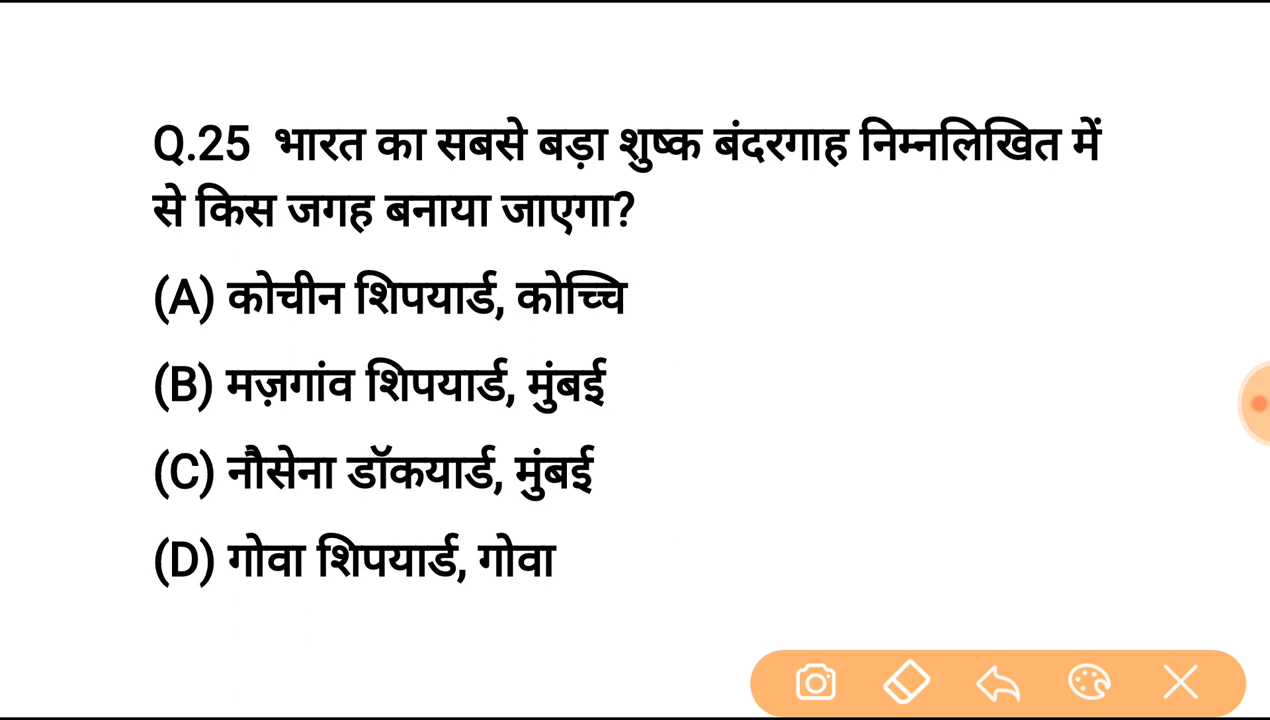 Q.25 भारत का सबसे बड़ा शुष्क बंदरगाह निम्नलिखित में
से किस जगह बनाया जाएगा?
(A) कोचीन शिपयार्ड, कोच्चि
(B) मज़गांव शिपयार्ड, मुंबई
(C) नौसेना डॉकयार्ड, मुंबई
(D) गोवा शिपयार्ड, गोवा